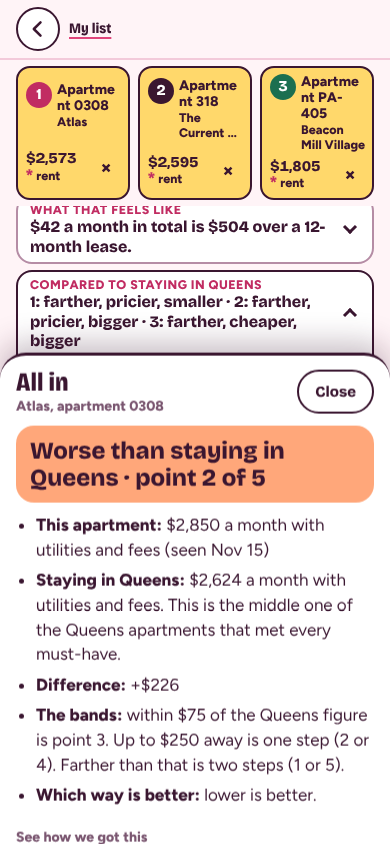 My list
1 Apartme
nt 0308
Atlas
$2,573
* rent ×
2 Apartme
nt 318
The
Current ...
$2,595
* rent ×
3 Apartme
nt PA-
405
Beacon
Mill Village
$1,805
* rent ×
WHAT THAT FEELS LIKE
$42 a month in total is $504 over a 12-
month lease.
COMPARED TO STAYING IN QUEENS
1: farther, pricier, smaller · 2: farther,
pricier, bigger · 3: farther, cheaper,
bigger
All in
Atlas, apartment 0308
Close
Worse than staying in
Queens · point 2 of 5
• This apartment: $2,850 a month with
utilities and fees (seen Nov 15)
• Staying in Queens: $2,624 a month with
utilities and fees. This is the middle one of
the Queens apartments that met every
must-have.
• Difference: +$226
• The bands: within $75 of the Queens figure
is point 3. Up to $250 away is one step (2 or
4). Farther than that is two steps (1 or 5).
• Which way is better: lower is better.
See how we got this